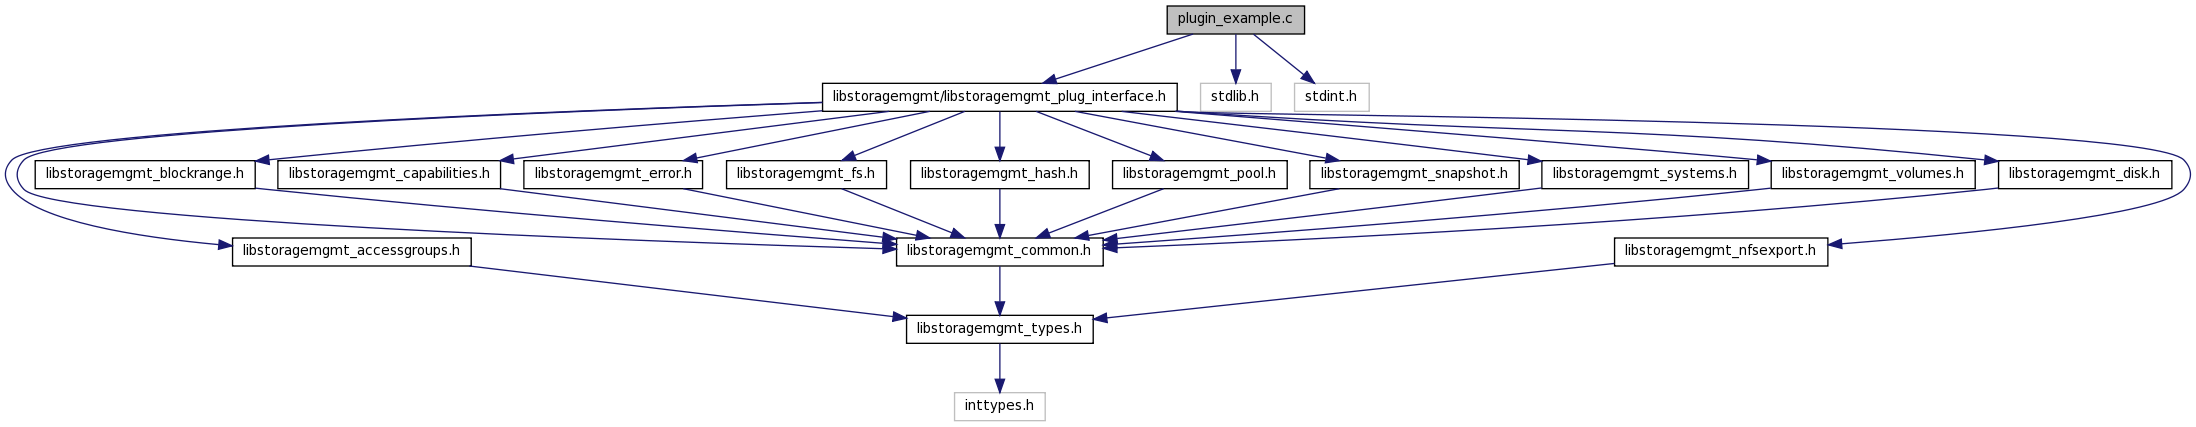 plugin_example.c
libstoragemgmt/libstoragemgmt_plug_interface.h
stdlib.h
stdint.h
libstoragemgmt_blockrange.h
libstoragemgmt_capabilities.h
libstoragemgmt_error.h
libstoragemgmt_fs.h
libstoragemgmt_hash.h
libstoragemgmt_pool.h
libstoragemgmt_snapshot.h
libstoragemgmt_systems.h
libstoragemgmt_volumes.h
libstoragemgmt_disk.h
libstoragemgmt_accessgroups.h
libstoragemgmt_common.h
libstoragemgmt_nfsexport.h
libstoragemgmt_types.h
inttypes.h